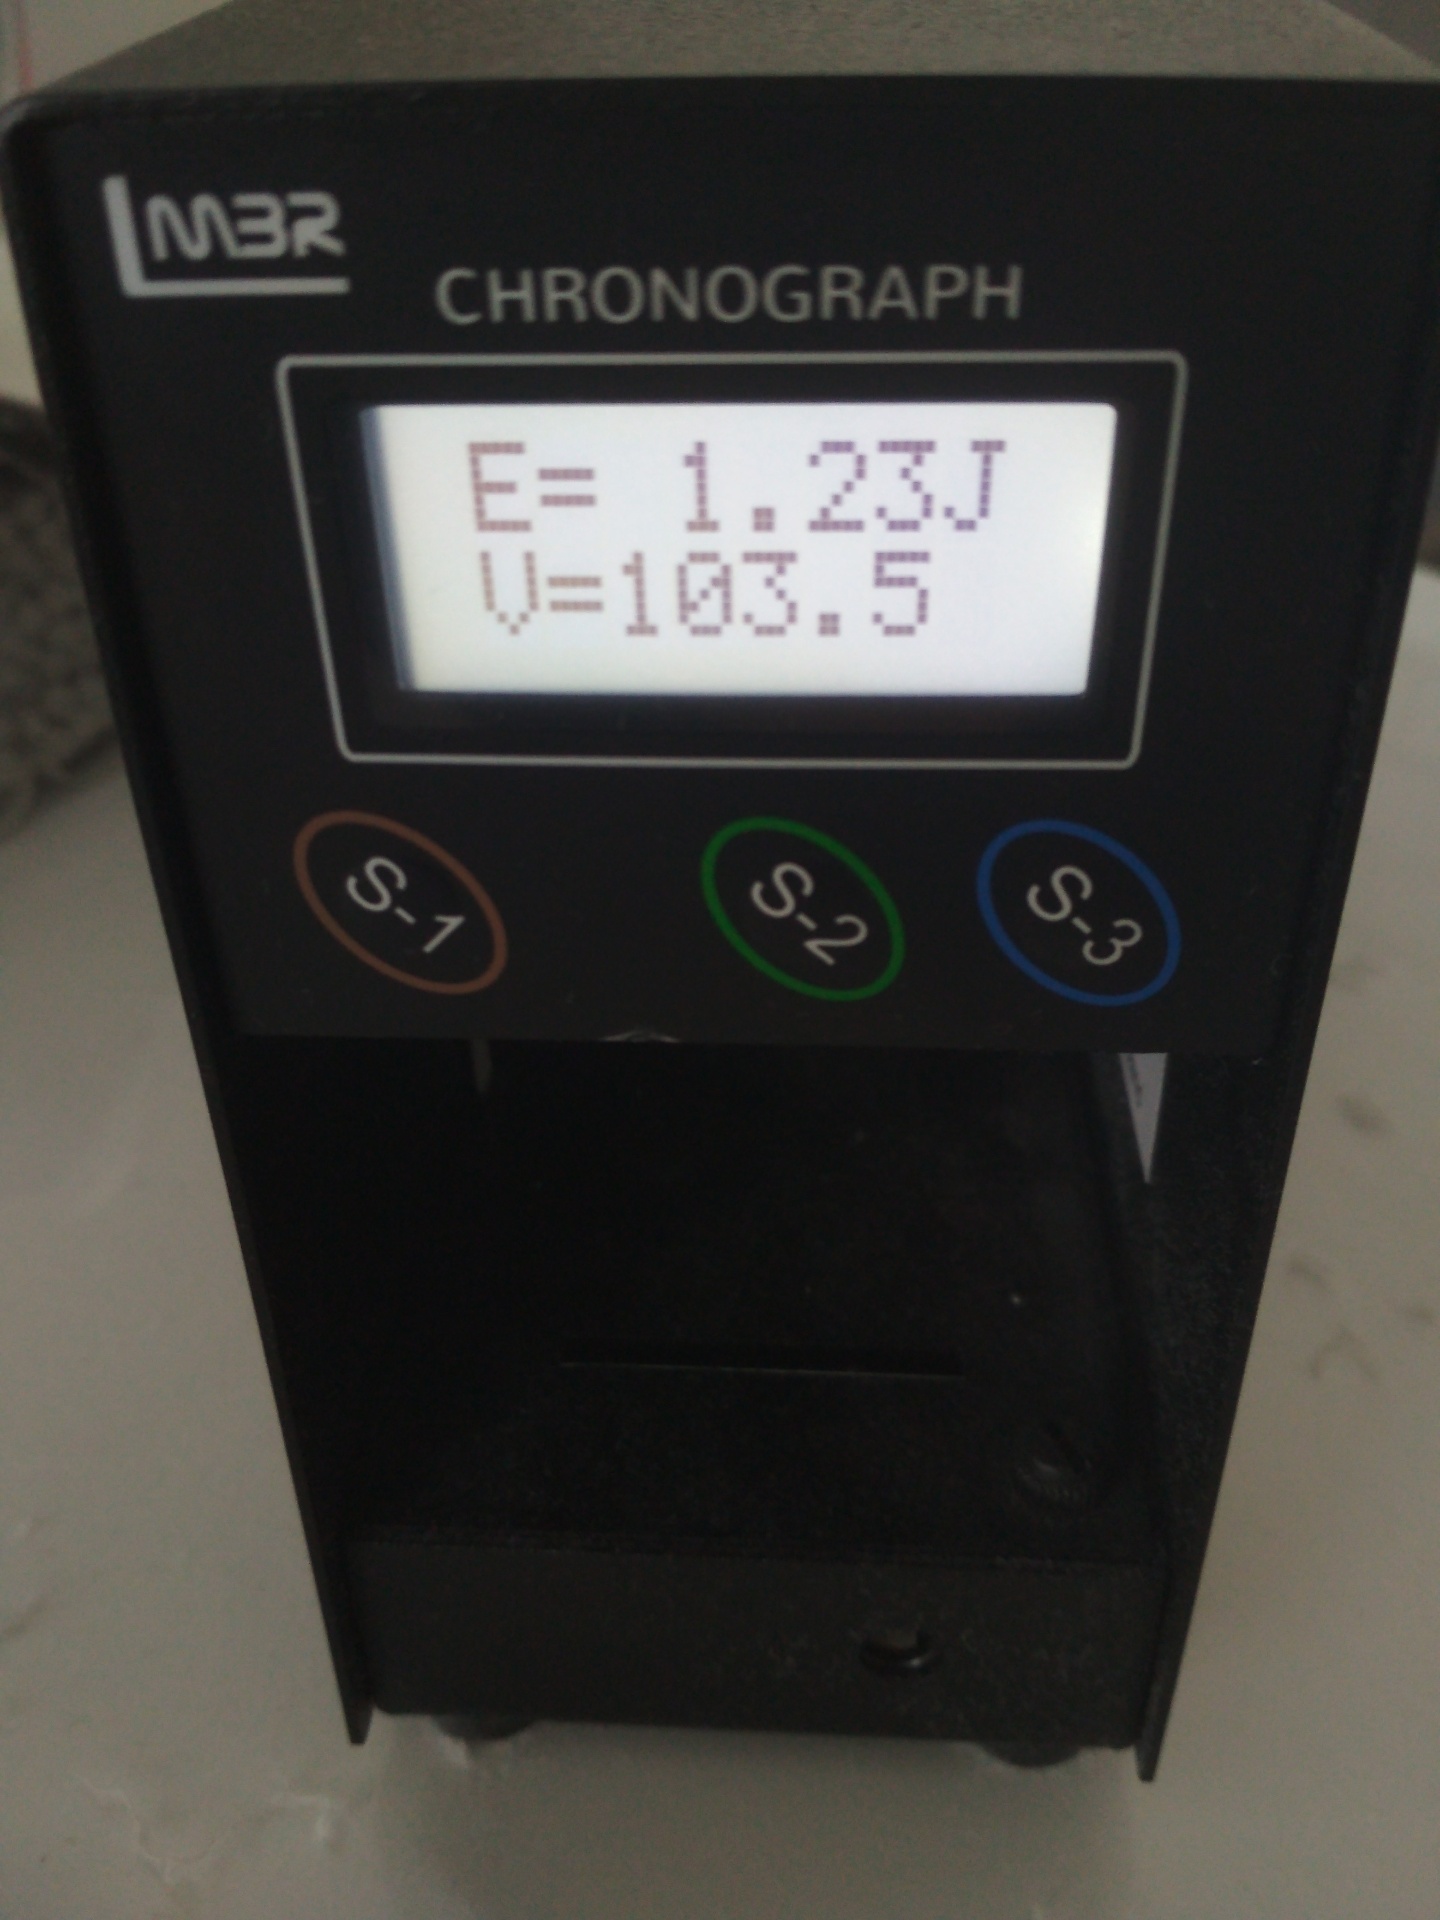 LMBR
CHRONOGRAPH
E= 1.23J
V=103.5
S-1
S-2
S-3